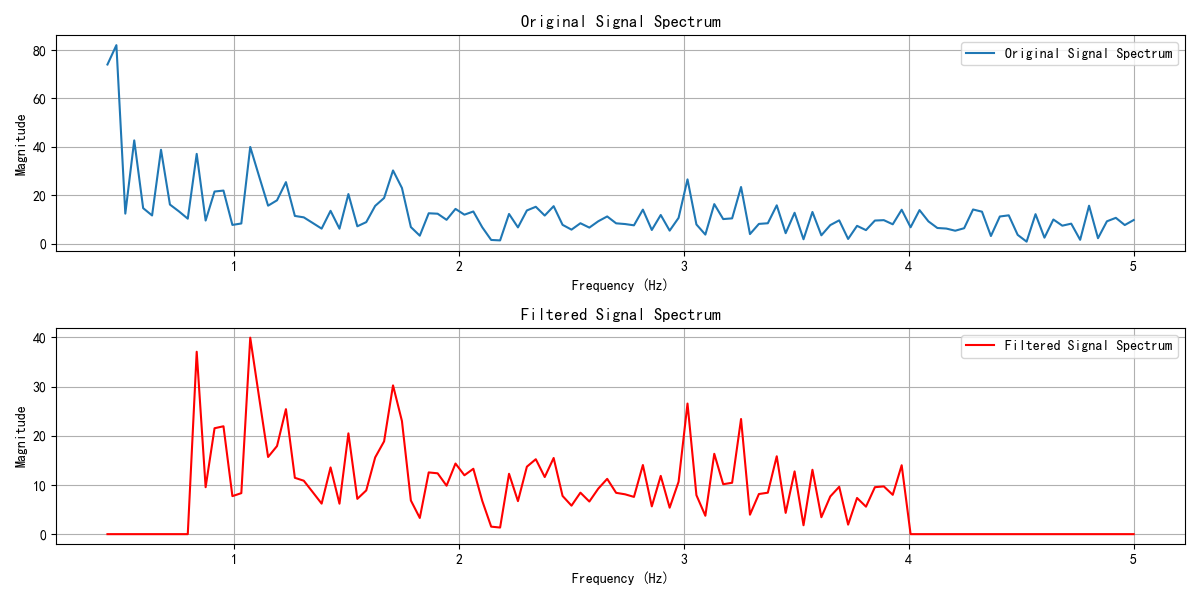 Original Signal Spectrum
Original Signal Spectrum
Magnitude
80
60
40
20
0
1 2 3 4 5
Frequency (Hz)
Filtered Signal Spectrum
Filtered Signal Spectrum
Magnitude
40
30
20
10
0
1 2 3 4 5
Frequency (Hz)